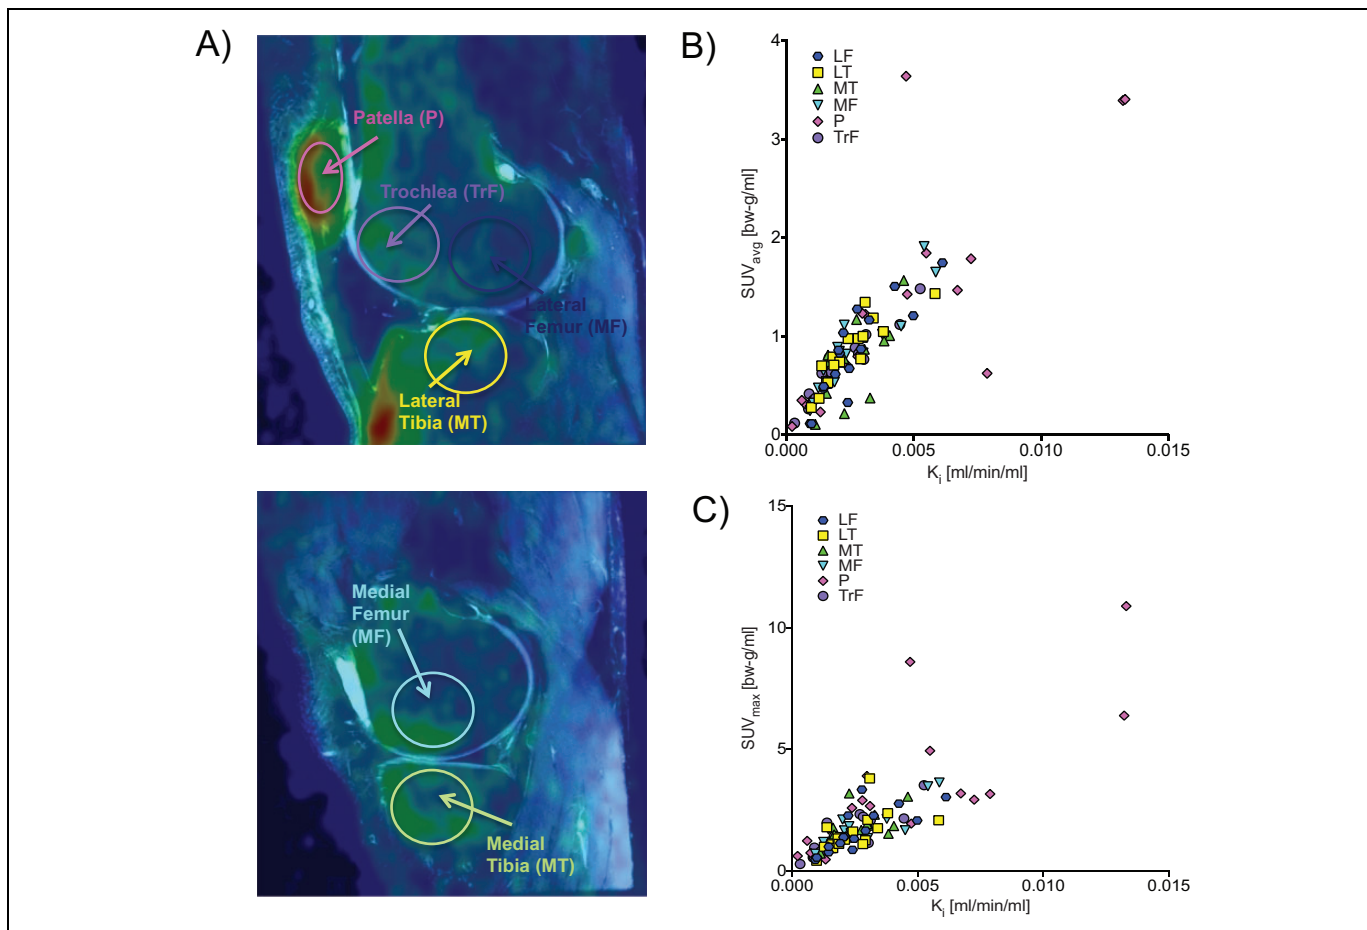 A)
Patella (P)
Trochlea (TrF)
Lateral
Femur (MF)
Lateral
Tibia (MT)
Medial
Femur
(MF)
Medial
Tibia (MT)
B)
4
3
2
1
0
SUVavg [bw-g/ml]
LF
LT
MT
MF
P
TrF
0.000
0.005
0.010
0.015
Ki [ml/min/ml]
C)
15
10
5
0
SUVmax [bw-g/ml]
LF
LT
MT
MF
P
TrF
0.000
0.005
0.010
0.015
Ki [ml/min/ml]